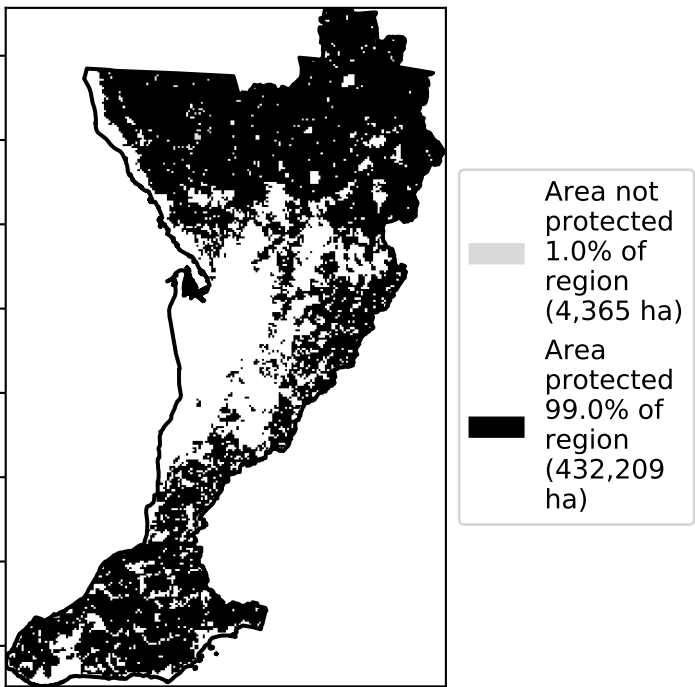 Area not
protected
1.0% of
region
(4,365 ha)
Area
protected
99.0% of
region
(432,209
ha)